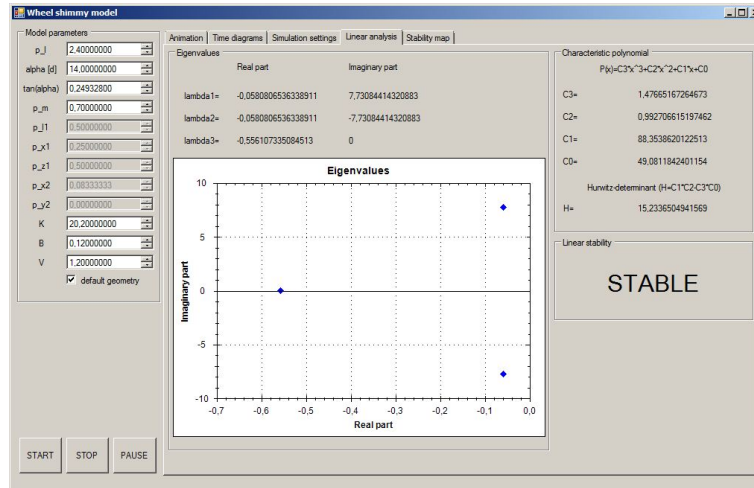 Wheel shimmy model
Model parameters
p_l 2,40000000
alpha [d] 14,00000000
tan(alpha) 0,24932800
p_m 0,70000000
p_l1 0,50000000
p_x1 0,25000000
p_z1 0,50000000
p_x2 0,08333333
p_y2 0,00000000
K 20,20000000
B 0,12000000
V 1,20000000
default geometry
START STOP PAUSE
Animation Time diagrams Simulation settings Linear analysis Stability map
Eigenvalues
Real part Imaginary part
lambda1= -0,0580806536338911 7,73084414320883
lambda2= -0,0580806536338911 -7,73084414320883
lambda3= -0,556107335084513 0
Eigenvalues
Imaginary part
10
5
0
-5
-10
-0,7 -0,6 -0,5 -0,4 -0,3 -0,2 -0,1 0,0
Real part
Characteristic polynomial
P(x)=C3*x^3+C2*x^2+C1*x+C0
C3= 1,47665167264673
C2= 0,992706615197462
C1= 88,3538620122513
C0= 49,0811842401154
Hurwitz-determinant (H=C1*C2-C3*C0)
H= 15,2336504941569
Linear stability
STABLE